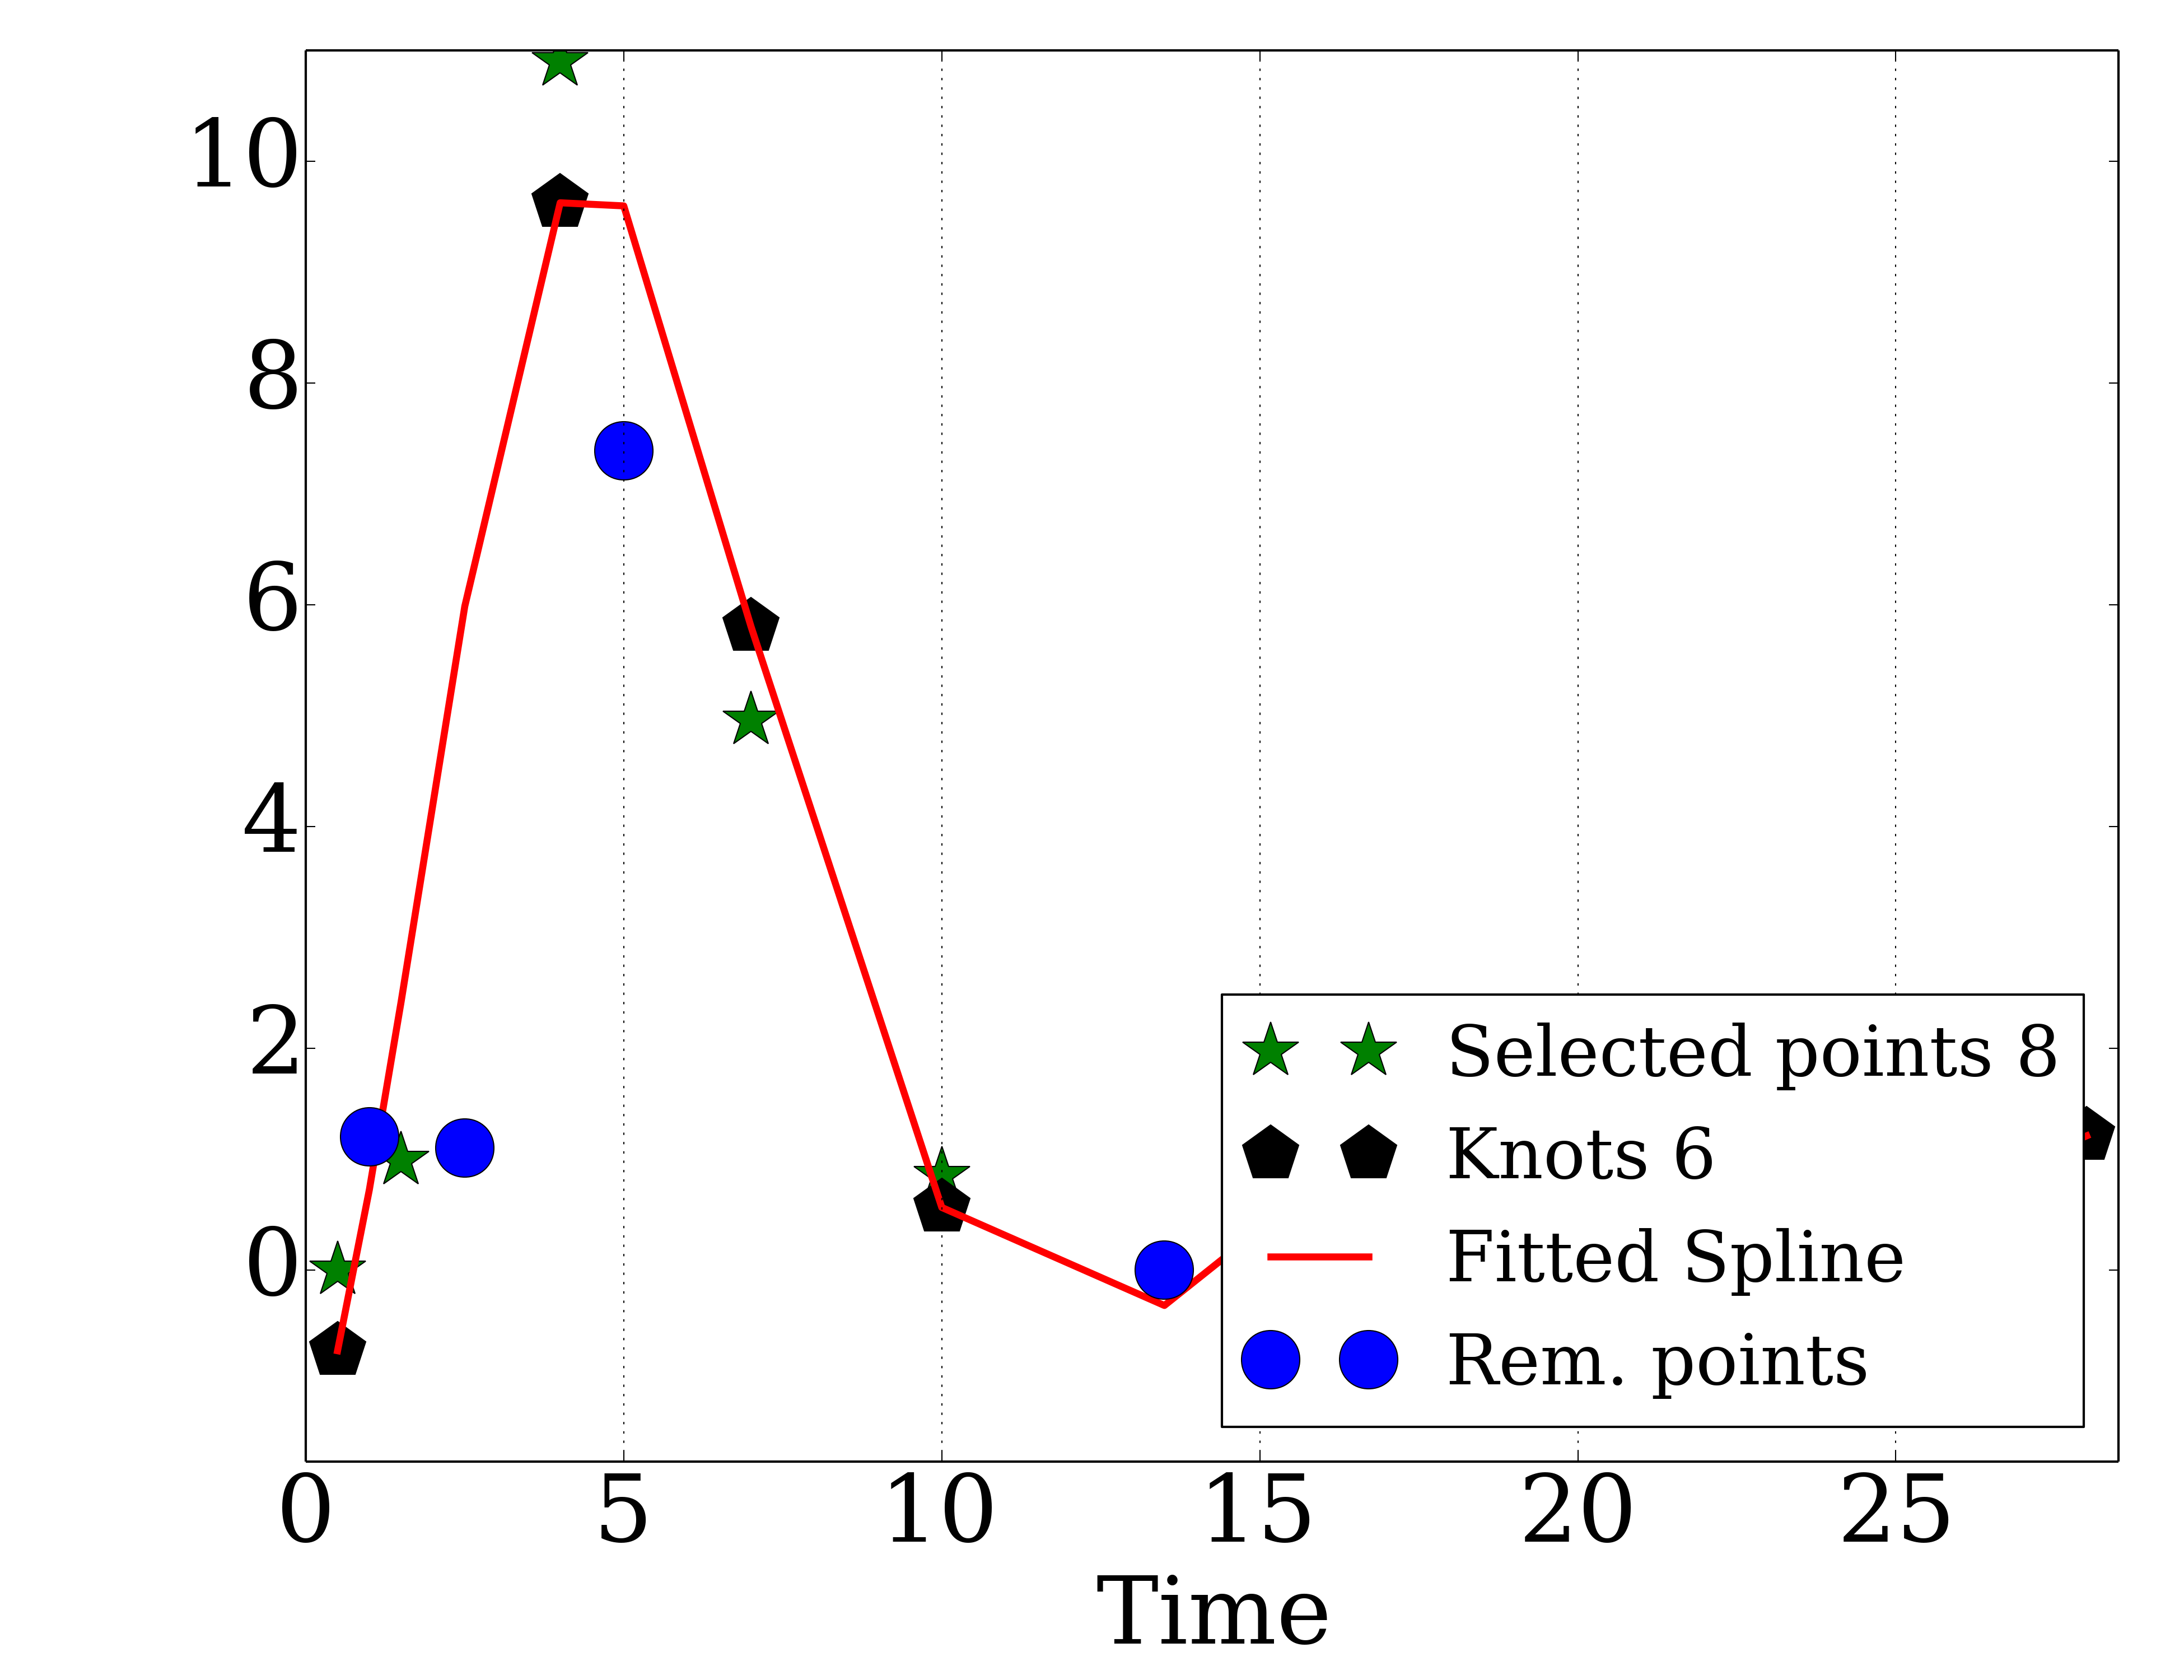 10
8
6
4
2
0
Selected points 8
Knots 6
Fitted Spline
Rem. points
0 5 10 15 20 25
Time